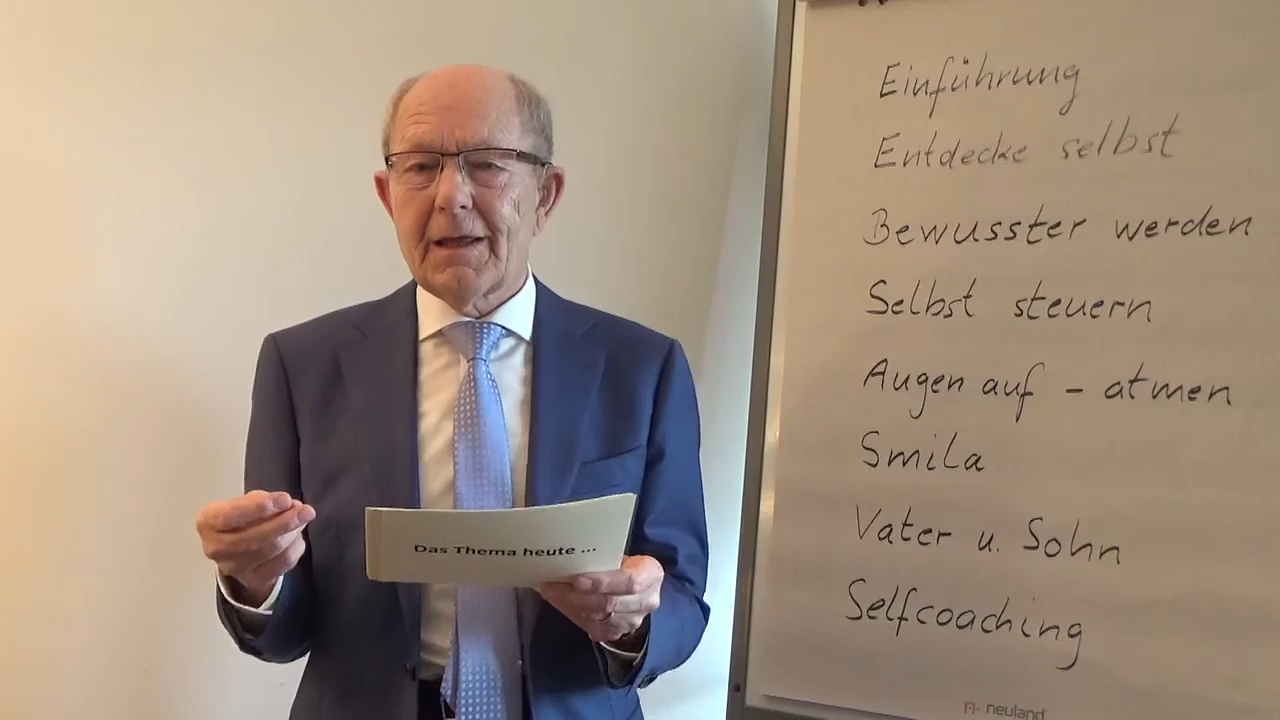 Einführung
Entdecke selbst
Bewusster werden
Selbst steuern
Augen auf – atmen
Smila
Vater u. Sohn
Selfcoaching
neuland
Das Thema heute ...